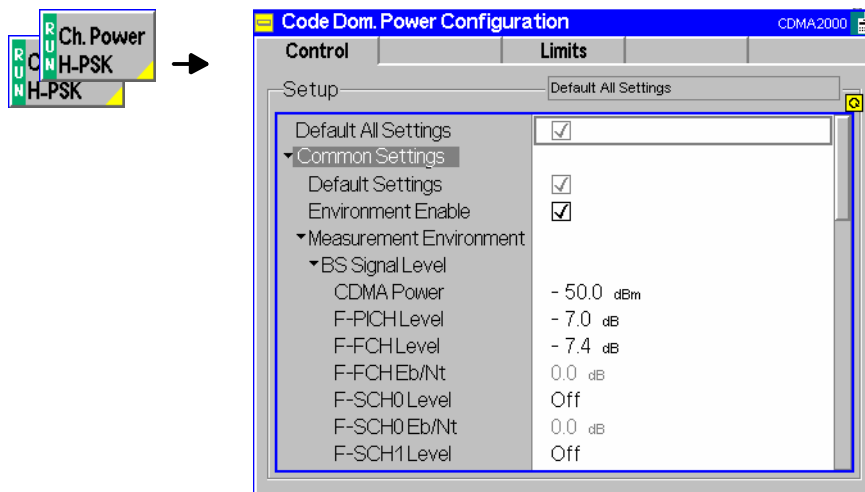 RUN
Ch. Power
H-PSK
RUN
C
H-PSK
Code Dom. Power Configuration
CDMA2000
Control
Limits
Setup
Default All Settings
Default All Settings
Common Settings
Default Settings
Environment Enable
Measurement Environment
BS Signal Level
CDMA Power - 50.0 dBm
F-PICH Level - 7.0 dB
F-FCH Level - 7.4 dB
F-FCH Eb/Nt 0.0 dB
F-SCH0 Level Off
F-SCH0 Eb/Nt 0.0 dB
F-SCH1 Level Off